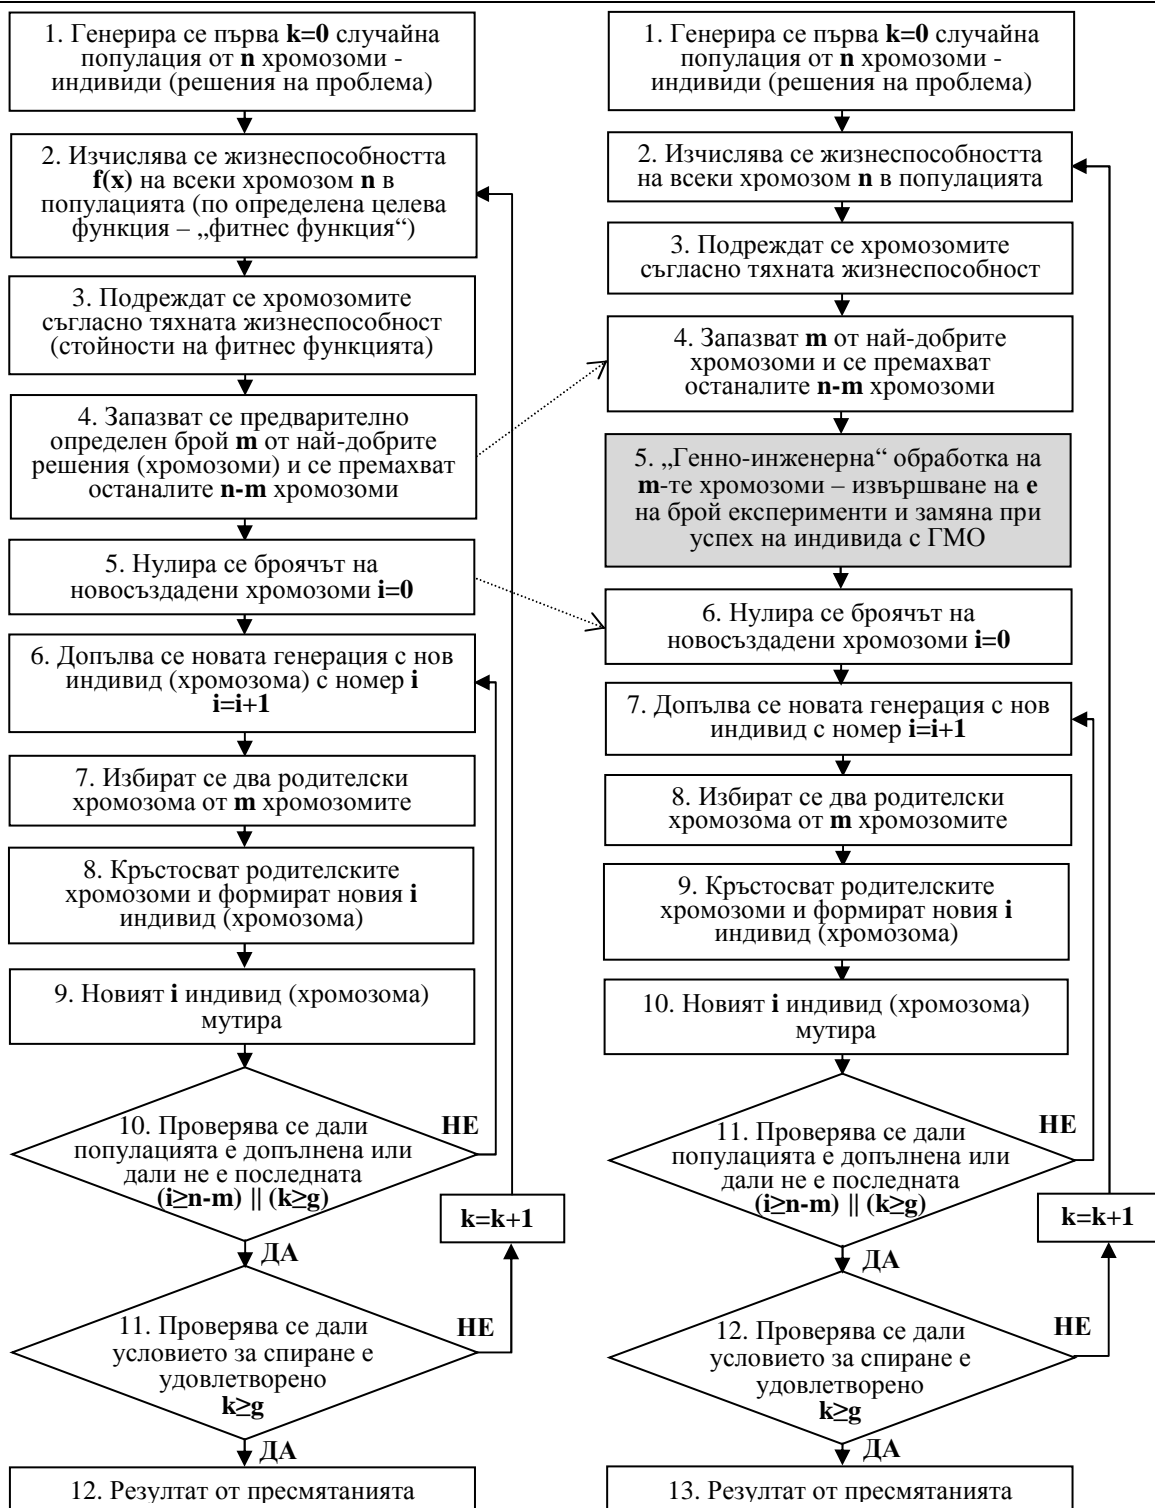 1. Генерира се първа k=0 случайна
популация от n хромозоми -
индивиди (решения на проблема)
2. Изчислява се жизнеспособността
f(x) на всеки хромозом n в
популацията (по определена целева
функция – „фитнес функция“)
3. Подреждат се хромозомите
съгласно тяхната жизнеспособност
(стойности на фитнес функцията)
4. Запазват се предварително
определен брой m от най-добрите
решения (хромозоми) и се премахват
останалите n-m хромозоми
5. Нулира се броячът на
новосъздадени хромозоми i=0
6. Допълва се новата генерация с нов
индивид (хромозома) с номер i
i=i+1
7. Избират се два родителски
хромозома от m хромозомите
8. Кръстосват родителските
хромозоми и формират новия i
индивид (хромозома)
9. Новият i индивид (хромозома)
мутира
10. Проверява се дали
популацията е допълнена или
дали не е последната
(i≥n-m) || (k≥g)
НЕ
ДА
k=k+1
11. Проверява се дали
условието за спиране е
удовлетворено
k≥g
НЕ
ДА
12. Резултат от пресмятанията
1. Генерира се първа k=0 случайна
популация от n хромозоми -
индивиди (решения на проблема)
2. Изчислява се жизнеспособността
на всеки хромозом n в популацията
3. Подреждат се хромозомите
съгласно тяхната жизнеспособност
4. Запазват m от най-добрите
хромозоми и се премахват
останалите n-m хромозоми
5. „Генно-инженерна“ обработка на
m-те хромозоми – извършване на e
на брой експерименти и замяна при
успех на индивида с ГМО
6. Нулира се броячът на
новосъздадени хромозоми i=0
7. Допълва се новата генерация с нов
индивид с номер i=i+1
8. Избират се два родителски
хромозома от m хромозомите
9. Кръстосват родителските
хромозоми и формират новия i
индивид (хромозома)
10. Новият i индивид (хромозома)
мутира
11. Проверява се дали
популацията е допълнена или
дали не е последната
(i≥n-m) || (k≥g)
НЕ
ДА
k=k+1
12. Проверява се дали
условието за спиране е
удовлетворено
k≥g
НЕ
ДА
13. Резултат от пресмятанията